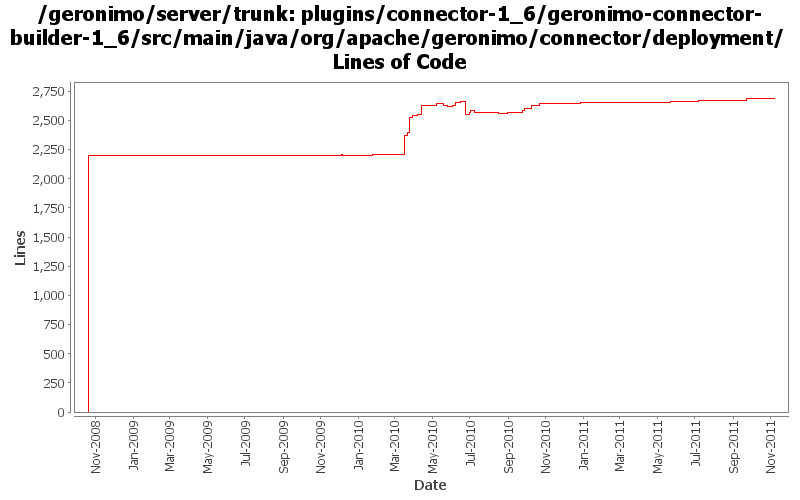 /geronimo/server/trunk: plugins/connector-1_6/geronimo-connector-
builder-1_6/src/main/java/org/apache/geronimo/connector/deployment/
Lines of Code
2,750
2,500
2,250
2,000
1,750
1,500
1,250
1,000
750
500
250
0
Lines
Nov-2008
Jan-2009
Mar-2009
May-2009
Jul-2009
Sep-2009
Nov-2009
Jan-2010
Mar-2010
May-2010
Jul-2010
Sep-2010
Nov-2010
Jan-2011
Mar-2011
May-2011
Jul-2011
Sep-2011
Nov-2011
Date